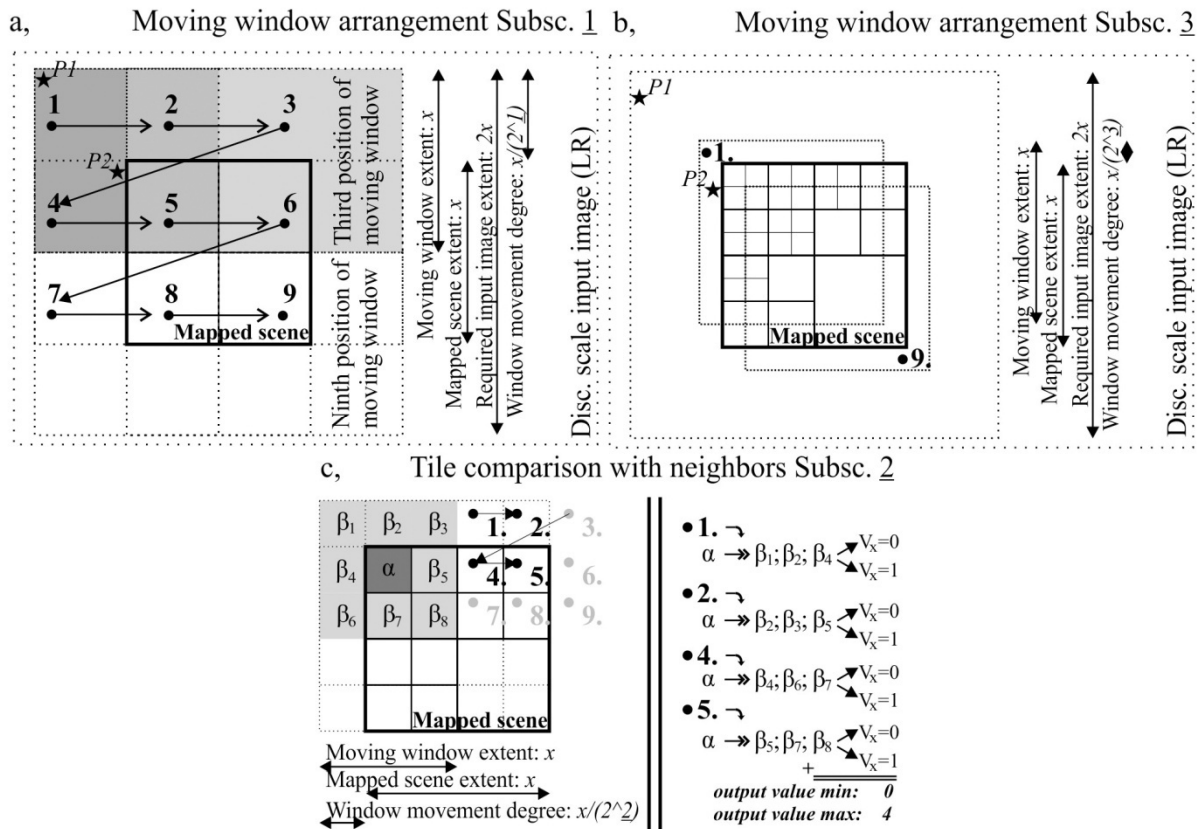 a, Moving window arrangement Subsc. 1
P1
1 2 3
P2
4 5 6
7 8 9
Mapped scene
Third position of
moving window
Ninth position of
moving window
Moving window extent: x
Mapped scene extent: x
Required input image extent: 2x
Window movement degree: x/(2^1)
Disc. scale input image (LR)
b, Moving window arrangement Subsc. 3
P1
1.
P2
Mapped scene
9.
Moving window extent: x
Mapped scene extent: x
Required input image extent: 2x
Window movement degree: x/(2^3)
Disc. scale input image (LR)
c, Tile comparison with neighbors Subsc. 2
β1 β2 β3 1. 2. 3.
β4 α β5 4. 5. 6.
β6 β7 β8 7. 8. 9.
Mapped scene
Moving window extent: x
Mapped scene extent: x
Window movement degree: x/(2^2)
1.
α β1; β2; β4
Vx=0
Vx=1
2.
α β2; β3; β5
Vx=0
Vx=1
4.
α β4; β6; β7
Vx=0
Vx=1
5.
α β5; β7; β8
Vx=0
Vx=1
+
output value min: 0
output value max: 4